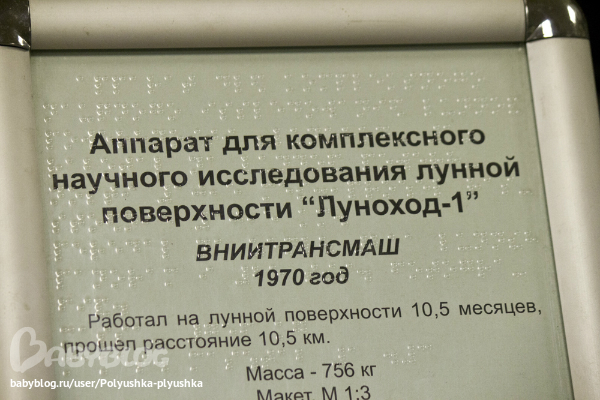 Аппарат для комплексного
научного исследования лунной
поверхности “Луноход-1”
ВНИИТРАНСМАШ
1970 год
Работал на лунной поверхности 10,5 месяцев,
прошел расстояние 10,5 км.
Масса - 756 кг
Макет. М 1:3
BABYBLOG
babyblog.ru/user/Polyushka-plyushka